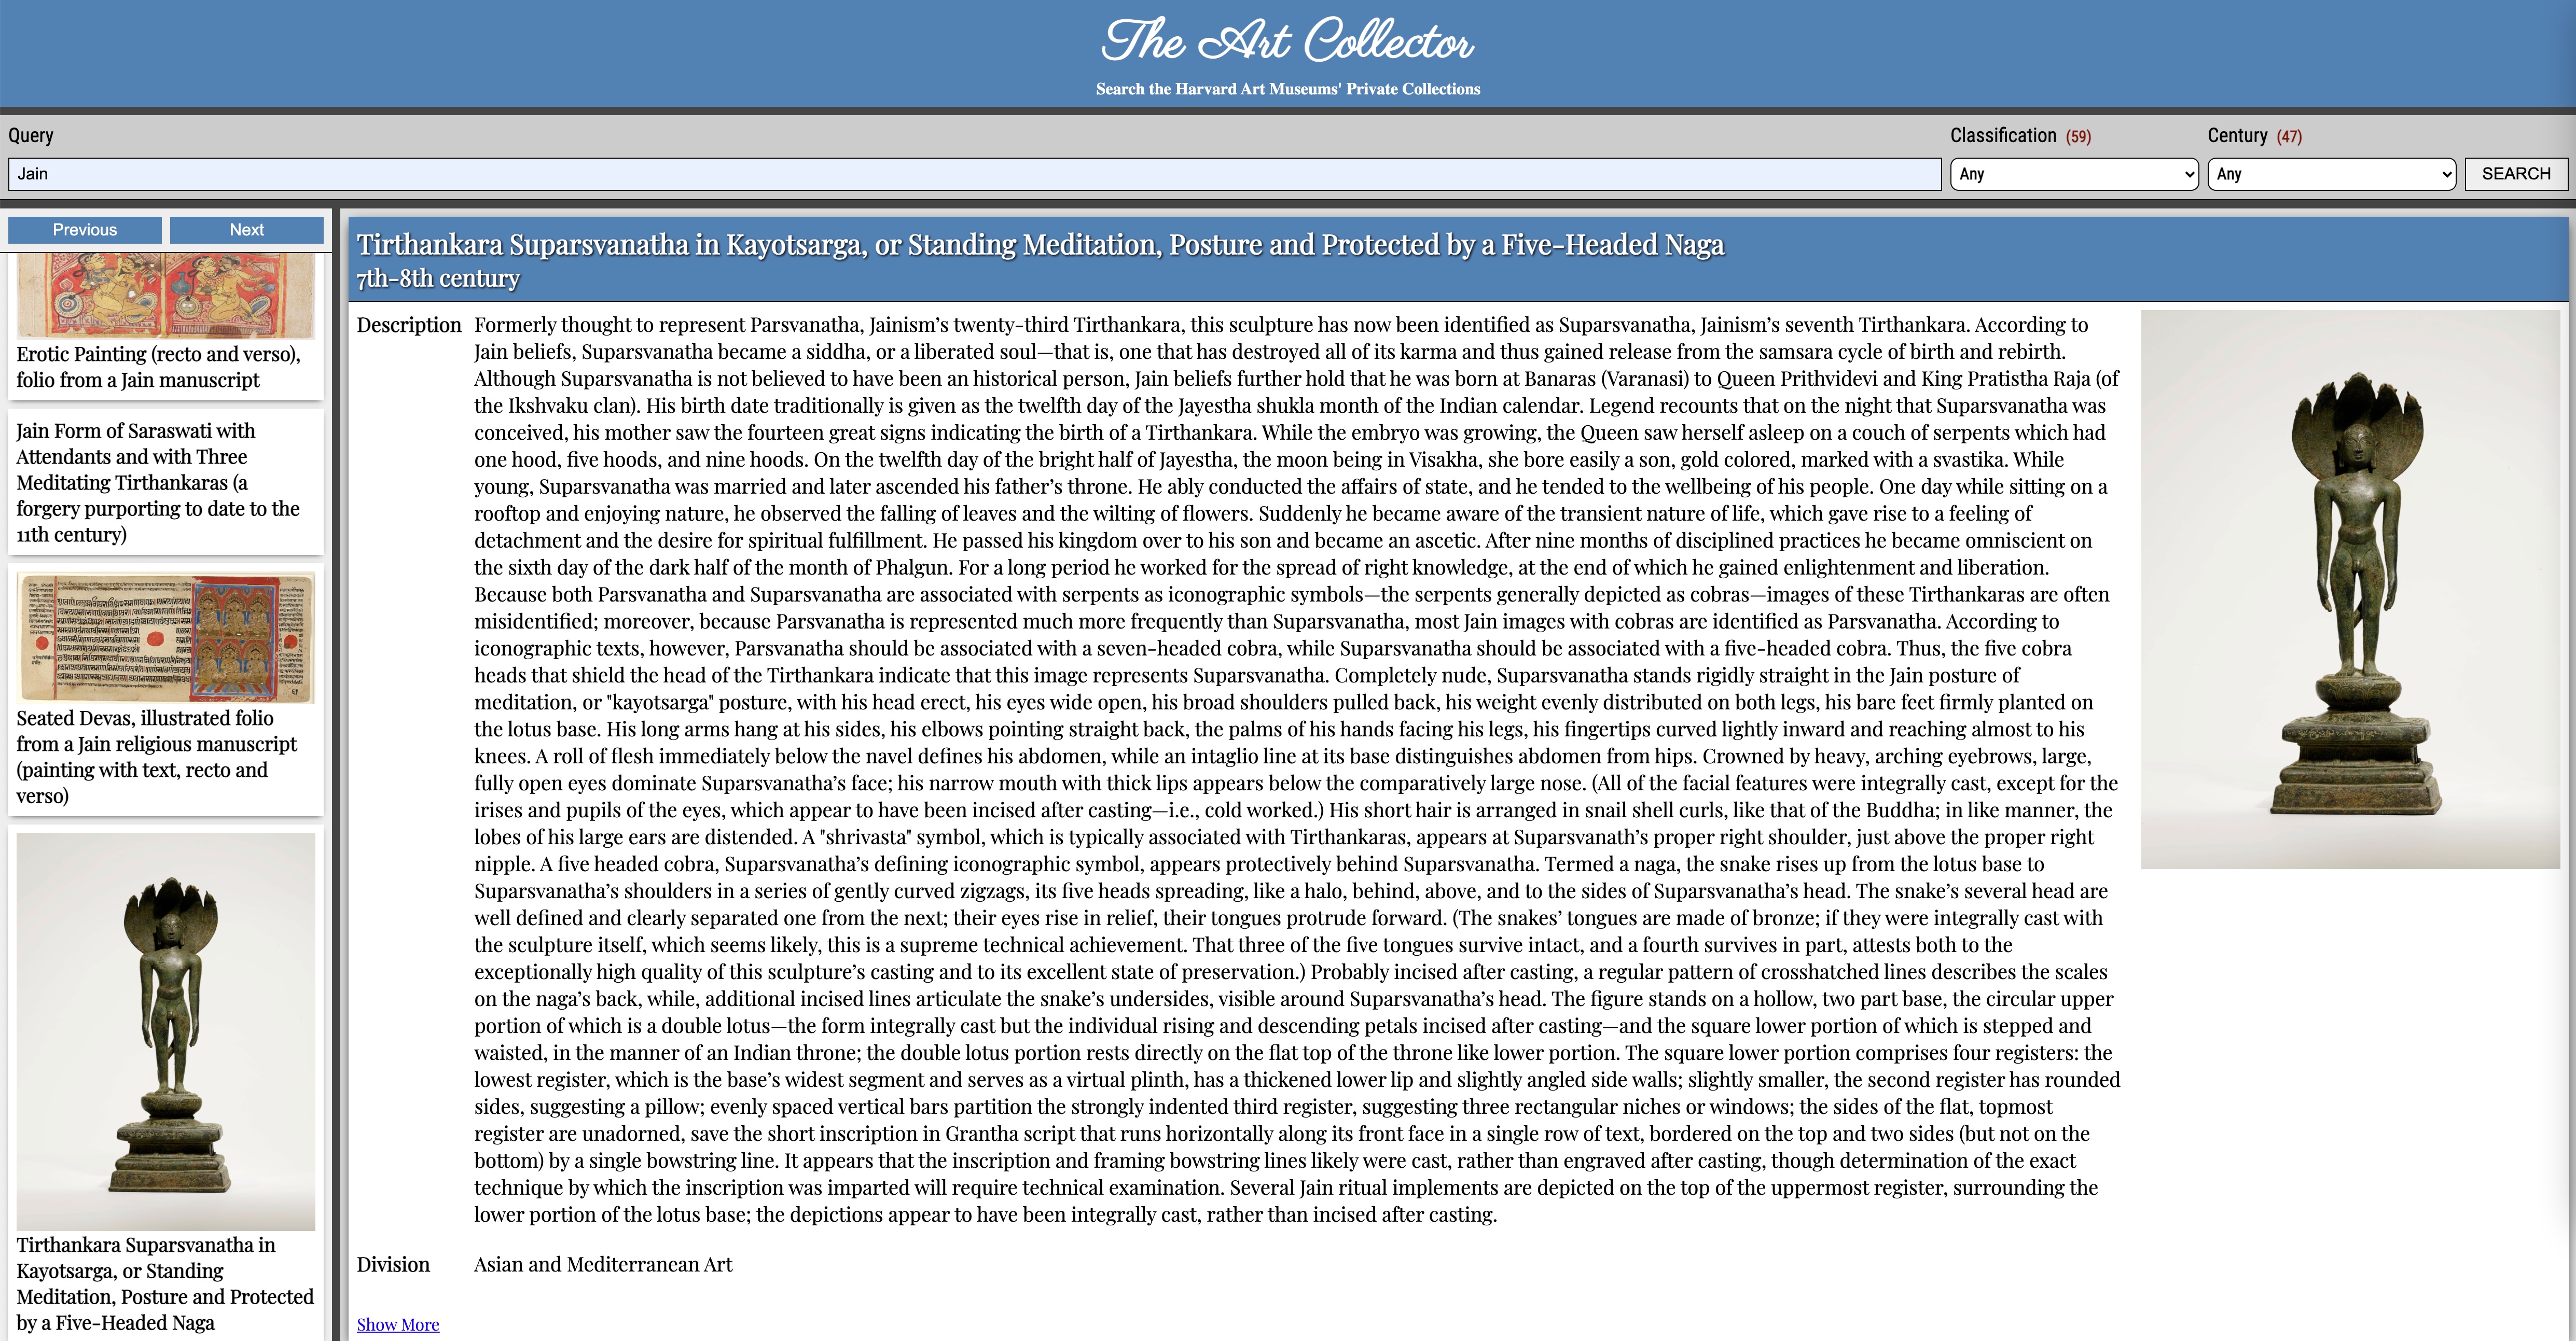 The Art Collector
Search the Harvard Art Museums' Private Collections
Query
Classification (59)
Century (47)
Jain
Any
Any
SEARCH
Previous
Next
Erotic Painting (recto and verso),
folio from a Jain manuscript
Jain Form of Saraswati with
Attendants and with Three
Meditating Tirthankaras (a
forgery purporting to date to the
11th century)
Seated Devas, illustrated folio
from a Jain religious manuscript
(painting with text, recto and
verso)
Tirthankara Suparsvanatha in
Kayotsarga, or Standing
Meditation, Posture and Protected
by a Five-Headed Naga
Tirthankara Suparsvanatha in Kayotsarga, or Standing Meditation, Posture and Protected by a Five-Headed Naga
7th-8th century
Description
Formerly thought to represent Parsvanatha, Jainism’s twenty-third Tirthankara, this sculpture has now been identified as Suparsvanatha, Jainism’s seventh Tirthankara. According to
Jain beliefs, Suparsvanatha became a siddha, or a liberated soul—that is, one that has destroyed all of its karma and thus gained release from the samsara cycle of birth and rebirth.
Although Suparsvanatha is not believed to have been an historical person, Jain beliefs further hold that he was born at Banaras (Varanasi) to Queen Prithvidevi and King Pratistha Raja (of
the Ikshvaku clan). His birth date traditionally is given as the twelfth day of the Jayestha shukla month of the Indian calendar. Legend recounts that on the night that Suparsvanatha was
conceived, his mother saw the fourteen great signs indicating the birth of a Tirthankara. While the embryo was growing, the Queen saw herself asleep on a couch of serpents which had
one hood, five hoods, and nine hoods. On the twelfth day of the bright half of Jayestha, the moon being in Visakha, she bore easily a son, gold colored, marked with a svastika. While
young, Suparsvanatha was married and later ascended his father’s throne. He ably conducted the affairs of state, and he tended to the wellbeing of his people. One day while sitting on a
rooftop and enjoying nature, he observed the falling of leaves and the wilting of flowers. Suddenly he became aware of the transient nature of life, which gave rise to a feeling of
detachment and the desire for spiritual fulfillment. He passed his kingdom over to his son and became an ascetic. After nine months of disciplined practices he became omniscient on
the sixth day of the dark half of the month of Phalgun. For a long period he worked for the spread of right knowledge, at the end of which he gained enlightenment and liberation.
Because both Parsvanatha and Suparsvanatha are associated with serpents as iconographic symbols—the serpents generally depicted as cobras—images of these Tirthankaras are often
misidentified; moreover, because Parsvanatha is represented much more frequently than Suparsvanatha, most Jain images with cobras are identified as Parsvanatha. According to
iconographic texts, however, Parsvanatha should be associated with a seven-headed cobra, while Suparsvanatha should be associated with a five-headed cobra. Thus, the five cobra
heads that shield the head of the Tirthankara indicate that this image represents Suparsvanatha. Completely nude, Suparsvanatha stands rigidly straight in the Jain posture of
meditation, or "kayotsarga" posture, with his head erect, his eyes wide open, his broad shoulders pulled back, his weight evenly distributed on both legs, his bare feet firmly planted on
the lotus base. His long arms hang at his sides, his elbows pointing straight back, the palms of his hands facing his legs, his fingertips curved lightly inward and reaching almost to his
knees. A roll of flesh immediately below the navel defines his abdomen, while an intaglio line at its base distinguishes abdomen from hips. Crowned by heavy, arching eyebrows, large,
fully open eyes dominate Suparsvanatha’s face; his narrow mouth with thick lips appears below the comparatively large nose. (All of the facial features were integrally cast, except for the
irises and pupils of the eyes, which appear to have been incised after casting—i.e., cold worked.) His short hair is arranged in snail shell curls, like that of the Buddha; in like manner, the
lobes of his large ears are distended. A "shrivasta" symbol, which is typically associated with Tirthankaras, appears at Suparsvanath’s proper right shoulder, just above the proper right
nipple. A five headed cobra, Suparsvanatha’s defining iconographic symbol, appears protectively behind Suparsvanatha. Termed a naga, the snake rises up from the lotus base to
Suparsvanatha’s shoulders in a series of gently curved zigzags, its five heads spreading, like a halo, behind, above, and to the sides of Suparsvanatha’s head. The snake’s several head are
well defined and clearly separated one from the next; their eyes rise in relief, their tongues protrude forward. (The snakes’ tongues are made of bronze; if they were integrally cast with
the sculpture itself, which seems likely, this is a supreme technical achievement. That three of the five tongues survive intact, and a fourth survives in part, attests both to the
exceptionally high quality of this sculpture’s casting and to its excellent state of preservation.) Probably incised after casting, a regular pattern of crosshatched lines describes the scales
on the naga’s back, while, additional incised lines articulate the snake’s undersides, visible around Suparsvanatha’s head. The figure stands on a hollow, two part base, the circular upper
portion of which is a double lotus—the form integrally cast but the individual rising and descending petals incised after casting—and the square lower portion of which is stepped and
waisted, in the manner of an Indian throne; the double lotus portion rests directly on the flat top of the throne like lower portion. The square lower portion comprises four registers: the
lowest register, which is the base’s widest segment and serves as a virtual plinth, has a thickened lower lip and slightly angled side walls; slightly smaller, the second register has rounded
sides, suggesting a pillow; evenly spaced vertical bars partition the strongly indented third register, suggesting three rectangular niches or windows; the sides of the flat, topmost
register are unadorned, save the short inscription in Grantha script that runs horizontally along its front face in a single row of text, bordered on the top and two sides (but not on the
bottom) by a single bowstring line. It appears that the inscription and framing bowstring lines likely were cast, rather than engraved after casting, though determination of the exact
technique by which the inscription was imparted will require technical examination. Several Jain ritual implements are depicted on the top of the uppermost register, surrounding the
lower portion of the lotus base; the depictions appear to have been integrally cast, rather than incised after casting.
Division
Asian and Mediterranean Art
Show More